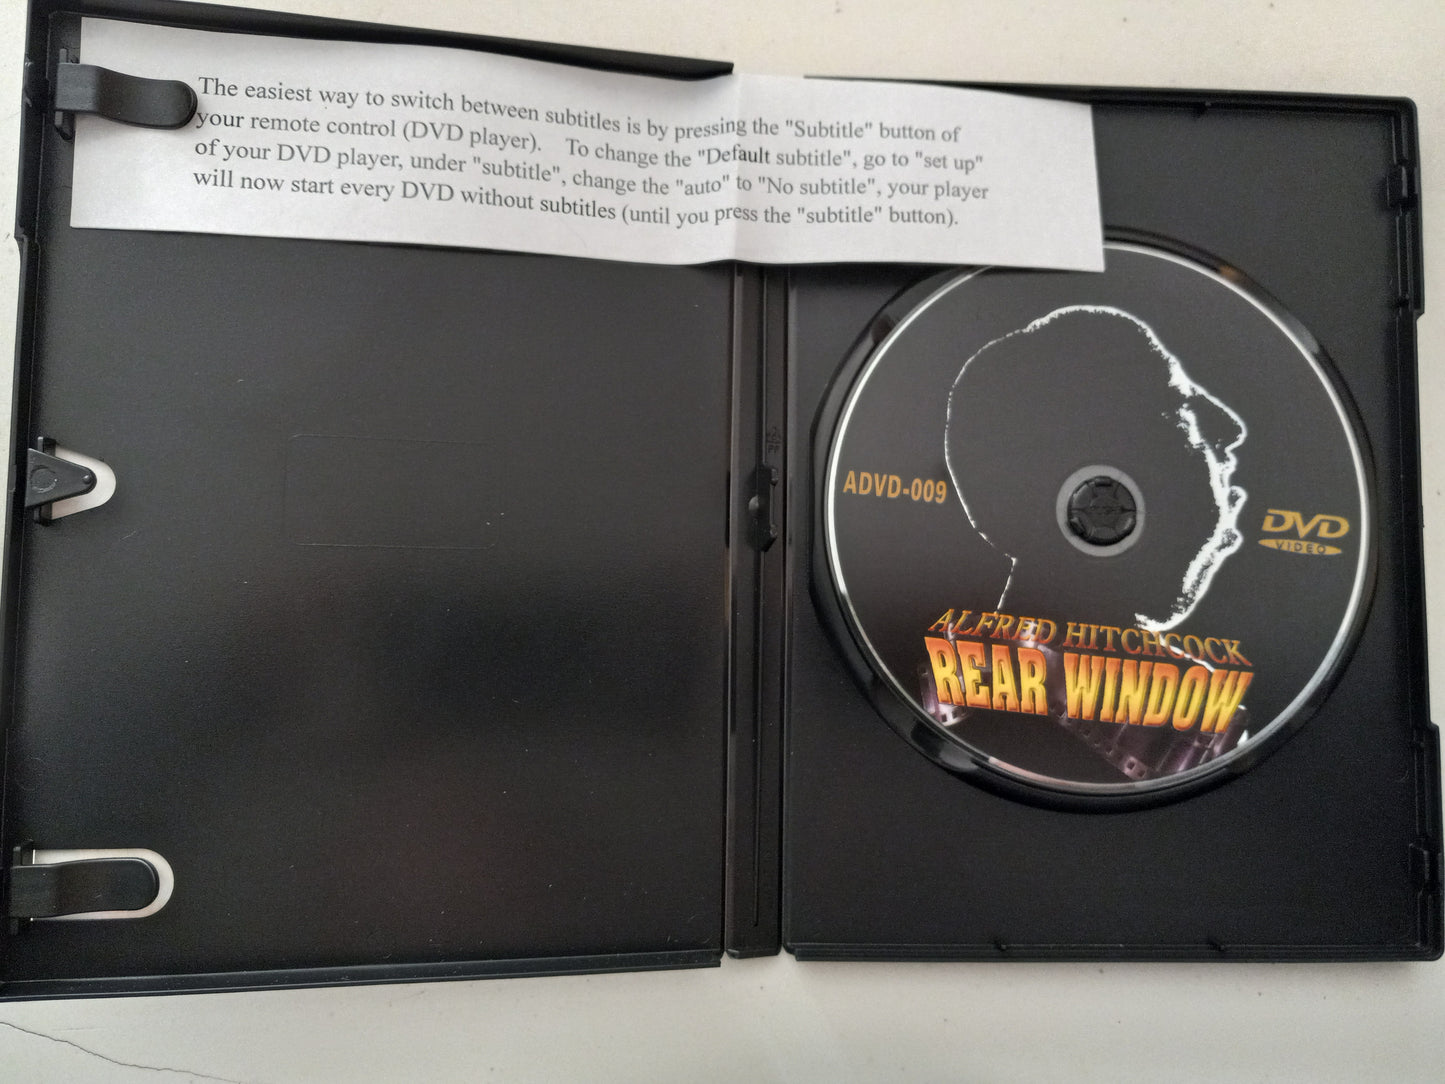 The easiest way to switch between subtitles is by pressing the "Subtitle" button of
your remote control (DVD player). To change the "Default subtitle", go to "set up"
of your DVD player, under "subtitle", change the "auto" to "No subtitle", your player
will now start every DVD without subtitles (until you press the "subtitle" button).
ADVD-009
DVD
VIDEO
ALFRED HITCHCOCK
REAR WINDOW